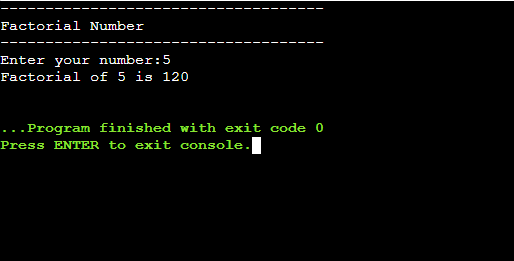 ------------------------------------
Factorial Number
------------------------------------
Enter your number:5
Factorial of 5 is 120
...Program finished with exit code 0
Press ENTER to exit console.